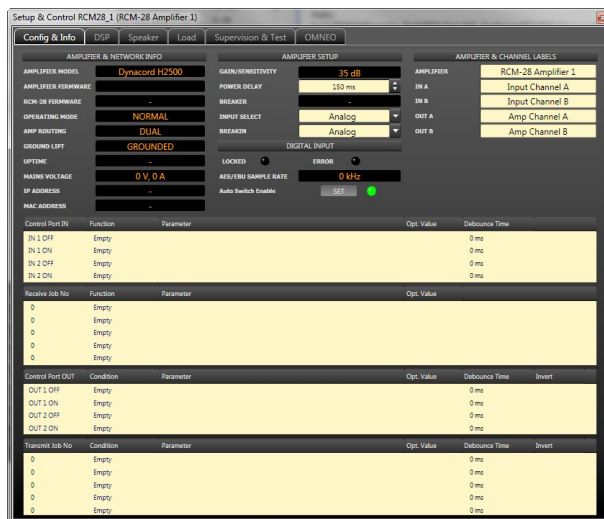 Setup & Control RCM28_1 (RCM-28 Amplifier 1)
Config & Info DSP Speaker Load Supervision & Test OMNEO
AMPLIFIER & NETWORK INFO AMPLIFIER SETUP AMPLIFIER & CHANNEL LABELS
AMPLIFIER MODEL Dynacord H2500 GAIN/SENSITIVITY 35 dB AMPLIFIER RCM-28 Amplifier 1
AMPLIFIER FIRMWARE POWER DELAY 150 ms IN A Input Channel A
RCM-28 FIRMWARE - BREAKER - IN B Input Channel B
OPERATING MODE NORMAL INPUT SELECT Analog OUT A Amp Channel A
AMP ROUTING DUAL BREAKIN Analog OUT B Amp Channel B
GROUND LIFT GROUNDED DIGITAL INPUT
UPTIME - LOCKED ERROR
MAINS VOLTAGE 0 V, 0 A AES/EBU SAMPLE RATE 0 kHz
IP ADDRESS - Auto Switch Enable SET
MAC ADDRESS -
Control Port IN Function Parameter Opt. Value Debounce Time
IN 1 OFF Empty 0 ms
IN 1 ON Empty 0 ms
IN 2 OFF Empty 0 ms
IN 2 ON Empty 0 ms
Receive Job No Function Parameter Opt. Value
0 Empty
0 Empty
0 Empty
0 Empty
0 Empty
Control Port OUT Condition Parameter Opt. Value Debounce Time Invert
OUT 1 OFF Empty 0 ms
OUT 1 ON Empty 0 ms
OUT 2 OFF Empty 0 ms
OUT 2 ON Empty 0 ms
Transmit Job No Condition Parameter Opt. Value Debounce Time Invert
0 Empty 0 ms
0 Empty 0 ms
0 Empty 0 ms
0 Empty 0 ms
0 Empty 0 ms